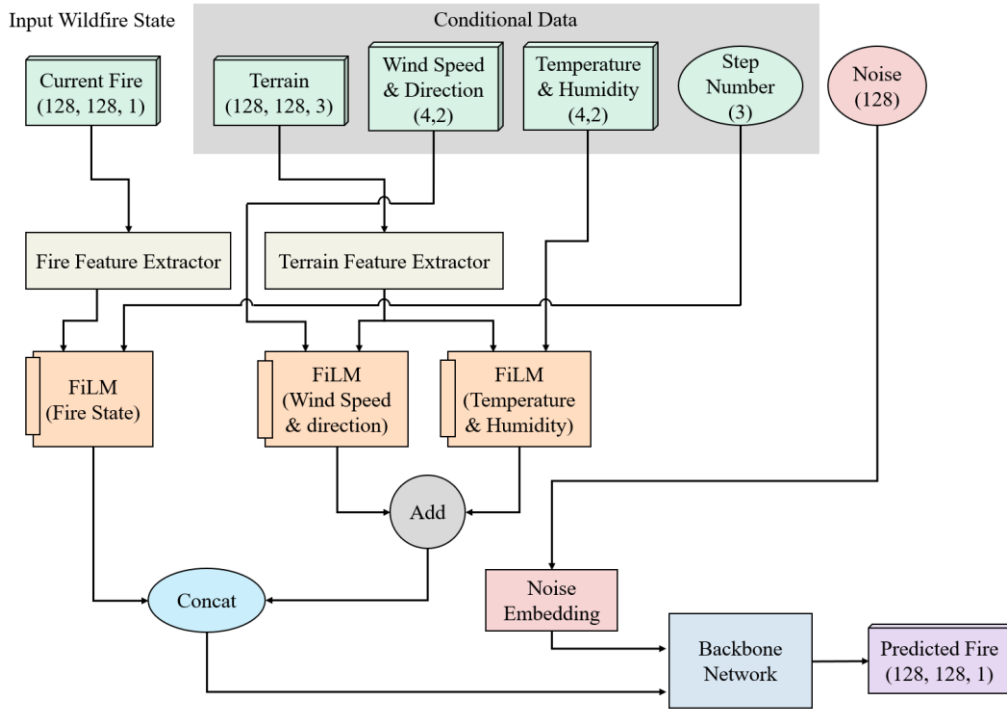 Input Wildfire State
Conditional Data
Current Fire
(128, 128, 1)
Terrain
(128, 128, 3)
Wind Speed
& Direction
(4,2)
Temperature
& Humidity
(4,2)
Step
Number
(3)
Noise
(128)
Fire Feature Extractor
Terrain Feature Extractor
FiLM
(Fire State)
FiLM
(Wind Speed
& direction)
FiLM
(Temperature
& Humidity)
Add
Concat
Noise
Embedding
Backbone
Network
Predicted Fire
(128, 128, 1)